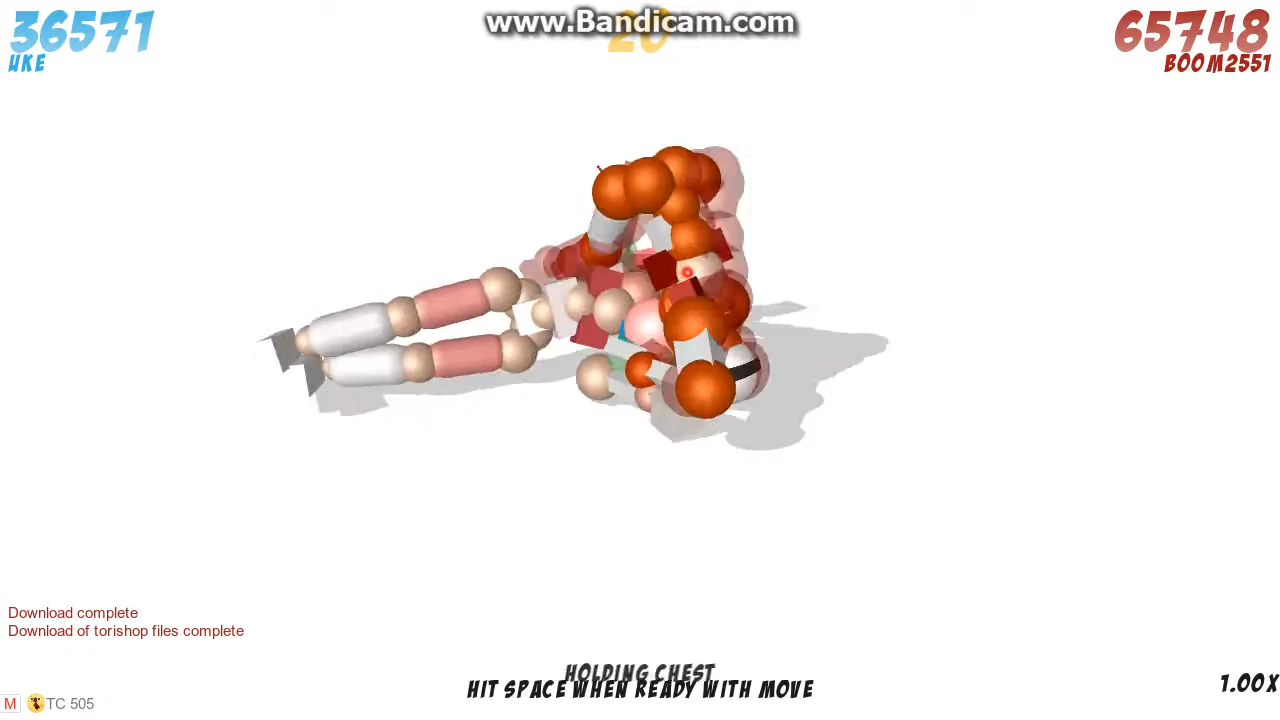 36571
UKE
www.Bandicam.com
20
65748
BOOM2551
Download complete
Download of torishop files complete
HOLDING CHEST
HIT SPACE WHEN READY WITH MOVE
M TC 505
1.00X